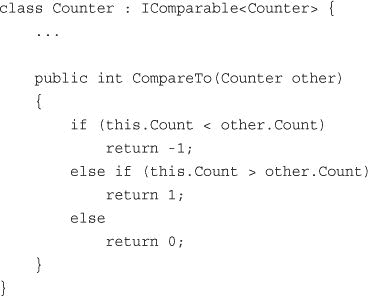 class Counter : IComparable<Counter> {
    ...

    public int CompareTo(Counter other)
    {
        if (this.Count < other.Count)
            return -1;
        else if (this.Count > other.Count)
            return 1;
        else
            return 0;
    }
}